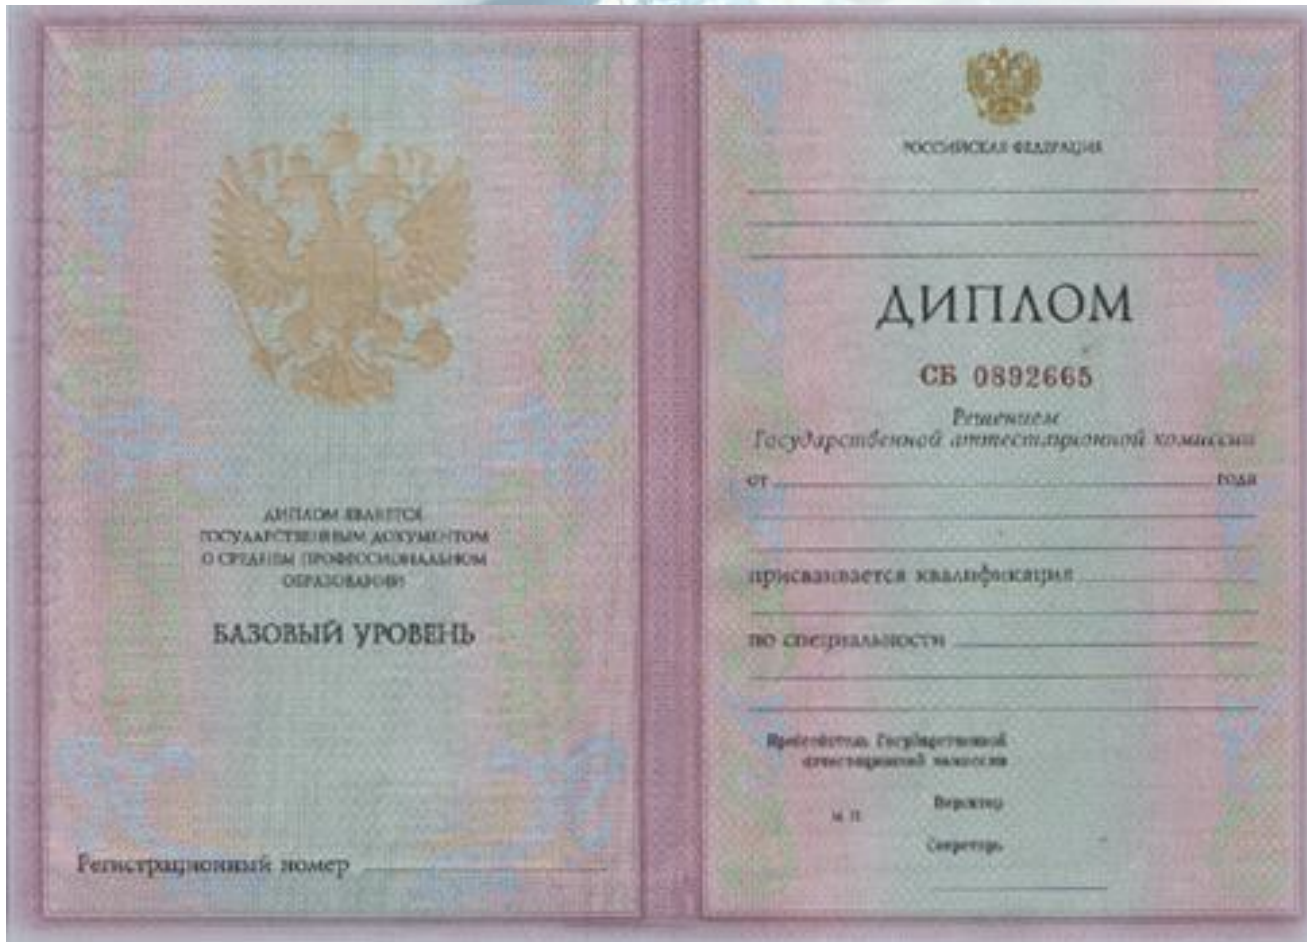 ДИПЛОМ ЯВЛЯЕТСЯ
ГОСУДАРСТВЕННЫМ ДОКУМЕНТОМ
О СРЕДНЕМ ПРОФЕССИОНАЛЬНОМ
ОБРАЗОВАНИИ
БАЗОВЫЙ УРОВЕНЬ
Регистрационный номер
РОССИЙСКАЯ ФЕДЕРАЦИЯ
ДИПЛОМ
СБ 0892665
Решением
Государственной аттестационной комиссии
от года
присваивается квалификация
по специальности
Председатель Государственной
аттестационной комиссии
Директор
М. П.
Секретарь